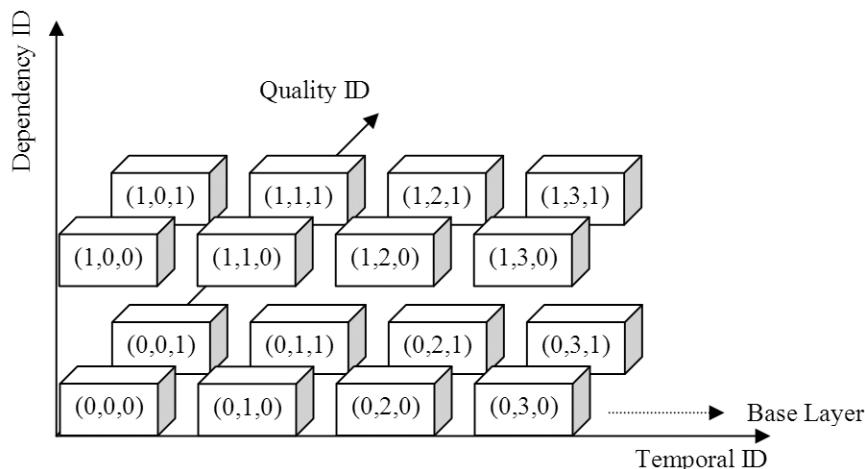 Dependency ID
Quality ID
(1,0,1) (1,1,1) (1,2,1) (1,3,1)
(1,0,0) (1,1,0) (1,2,0) (1,3,0)
(0,0,1) (0,1,1) (0,2,1) (0,3,1)
(0,0,0) (0,1,0) (0,2,0) (0,3,0)
Base Layer
Temporal ID